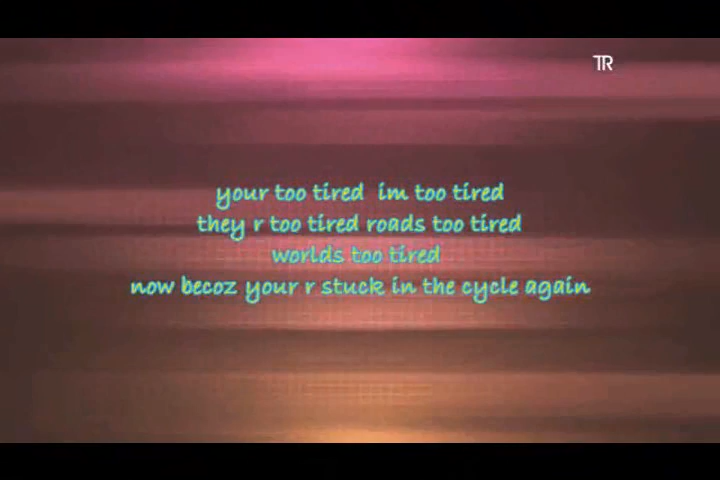 TR
your too tired  im too tired
they r too tired roads too tired
worlds too tired
now becoz your r stuck in the cycle again